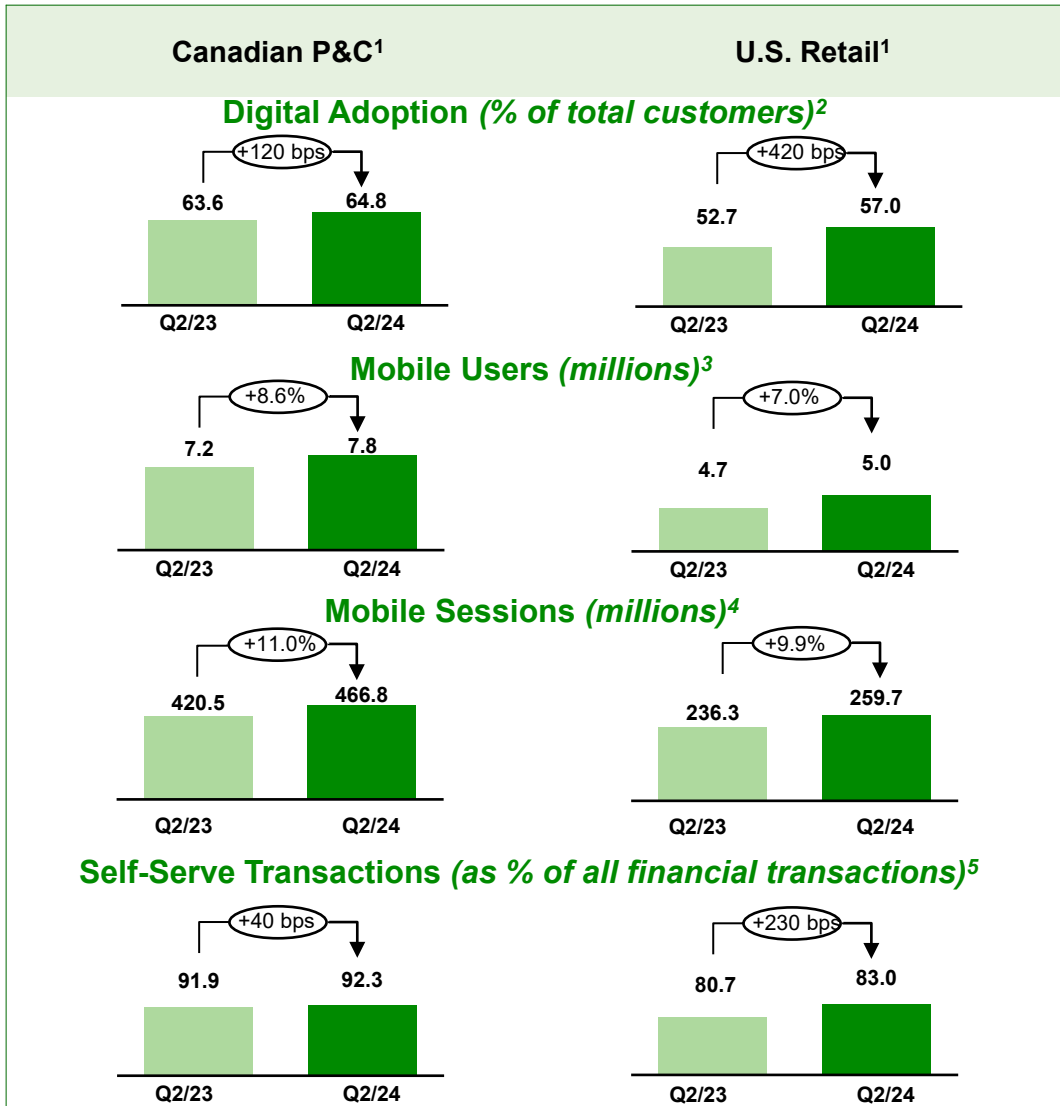 Canadian P&C¹ U.S. Retail¹
Digital Adoption (% of total customers)²
+120 bps +420 bps
63.6 64.8 52.7 57.0
Q2/23 Q2/24 Q2/23 Q2/24
Mobile Users (millions)³
+8.6% +7.0%
7.2 7.8 4.7 5.0
Q2/23 Q2/24 Q2/23 Q2/24
Mobile Sessions (millions)⁴
+11.0% +9.9%
420.5 466.8 236.3 259.7
Q2/23 Q2/24 Q2/23 Q2/24
Self-Serve Transactions (as % of all financial transactions)⁵
+40 bps +230 bps
91.9 92.3 80.7 83.0
Q2/23 Q2/24 Q2/23 Q2/24